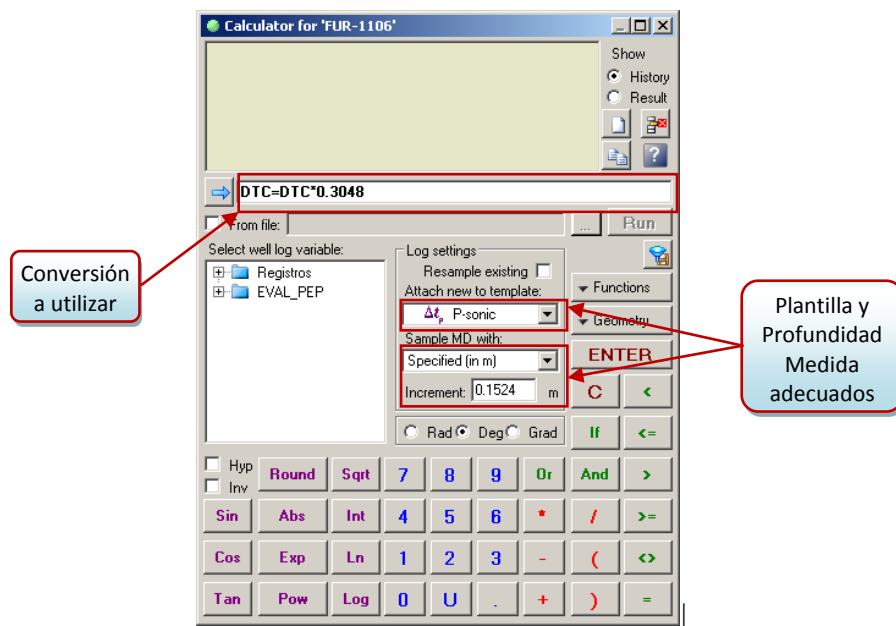 Calculator for 'FUR-1106'
Show
History
Result
DTC=DTC*0.3048
From file:
...
Run
Select well log variable:
Registros
EVAL_PEP
Log settings
Resample existing
Attach new to template:
Δtp P-sonic
Sample MD with:
Specified (in m)
Increment: 0.1524 m
Rad Deg Grad
Functions
Geometry
ENTER
C <
If <=
Hyp
Inv
Round Sqrt 7 8 9 Or And >
Sin Abs Int 4 5 6 * / >=
Cos Exp Ln 1 2 3 - ( <>
Tan Pow Log 0 U . + ) =
Conversión
a utilizar
Plantilla y
Profundidad
Medida
adecuados